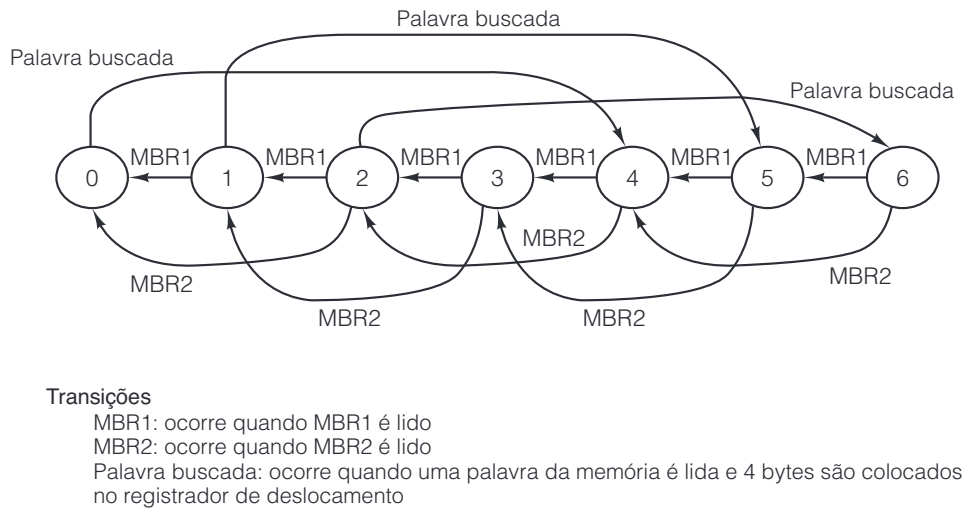 Palavra buscada
Palavra buscada
Palavra buscada
MBR1 MBR1 MBR1 MBR1 MBR1 MBR1
0 1 2 3 4 5 6
MBR2
MBR2
MBR2
MBR2
MBR2
Transições
MBR1: ocorre quando MBR1 é lido
MBR2: ocorre quando MBR2 é lido
Palavra buscada: ocorre quando uma palavra da memória é lida e 4 bytes são colocados
no registrador de deslocamento